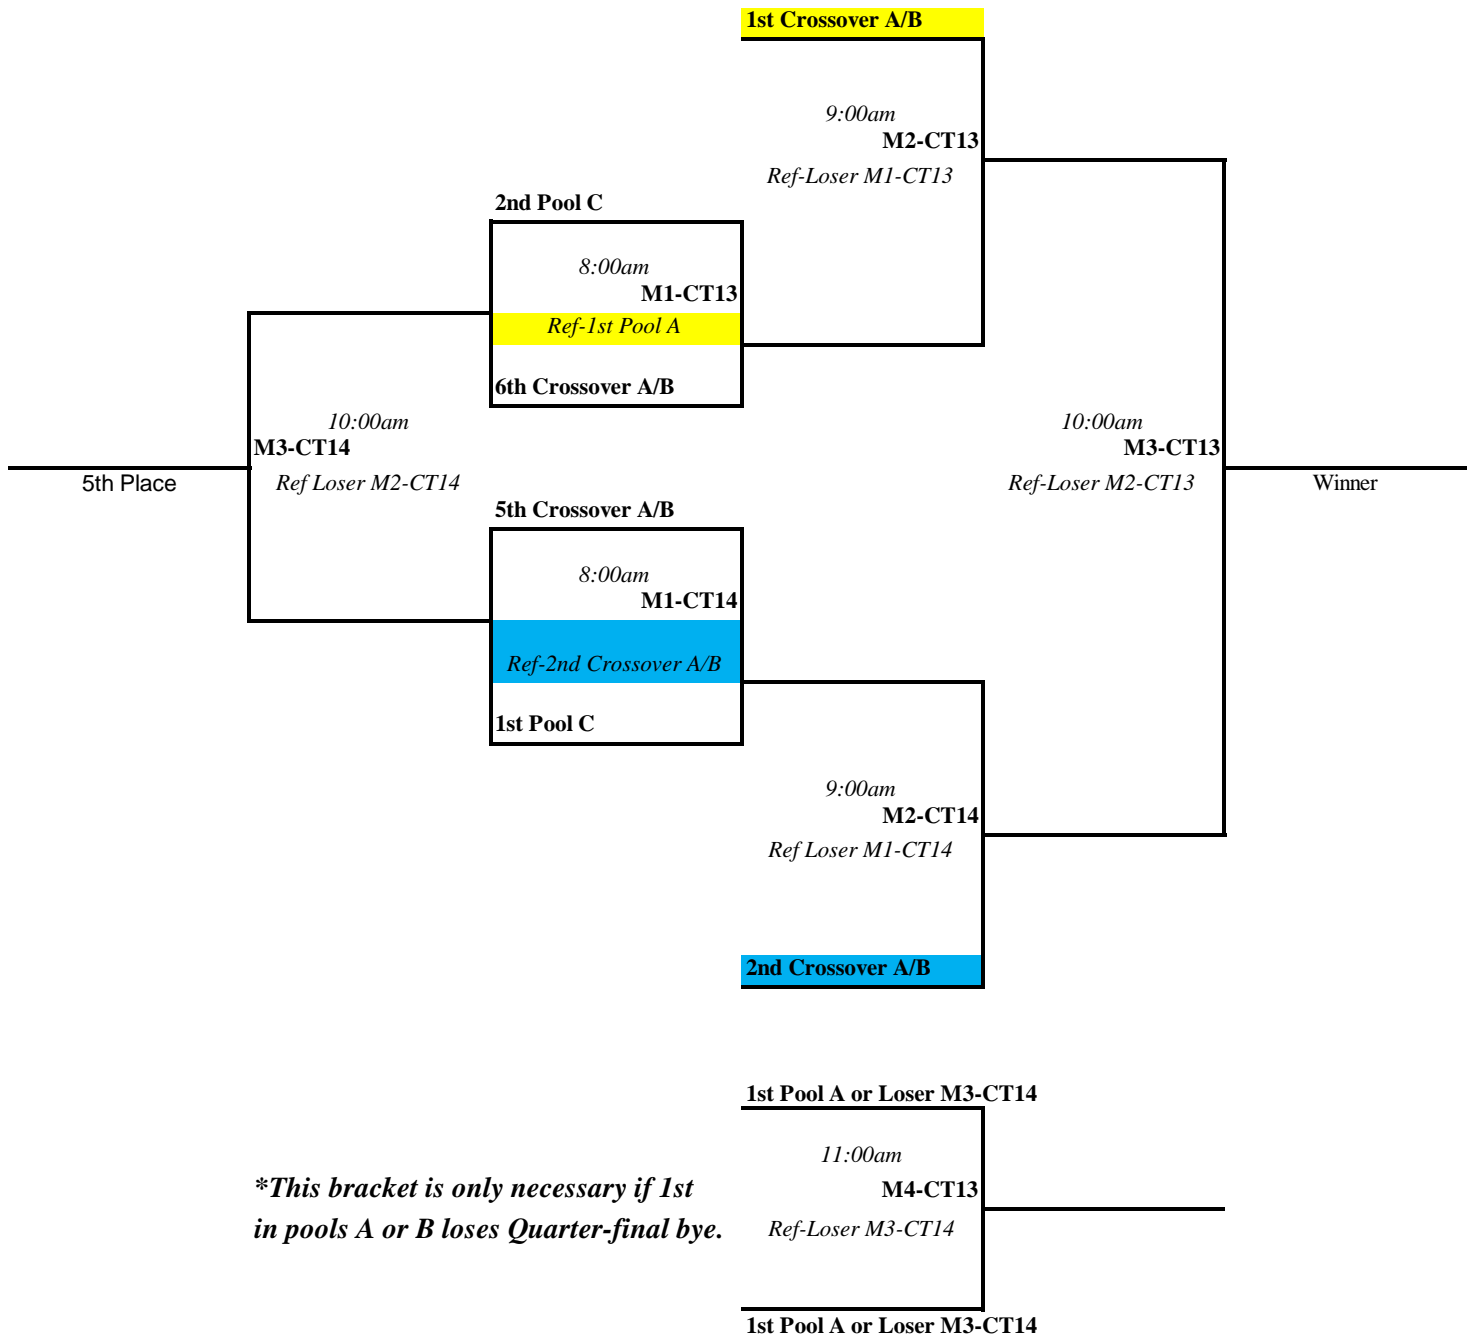 1st Crossover A/B
9:00am
M2-CT13
Ref-Loser M1-CT13
2nd Pool C
8:00am
M1-CT13
Ref-1st Pool A
6th Crossover A/B
10:00am
M3-CT14
Ref Loser M2-CT14
5th Place
10:00am
M3-CT13
Ref-Loser M2-CT13
Winner
5th Crossover A/B
8:00am
M1-CT14
Ref-2nd Crossover A/B
1st Pool C
9:00am
M2-CT14
Ref Loser M1-CT14
2nd Crossover A/B
1st Pool A or Loser M3-CT14
11:00am
M4-CT13
Ref-Loser M3-CT14
*This bracket is only necessary if 1st
in pools A or B loses Quarter-final bye.
1st Pool A or Loser M3-CT14